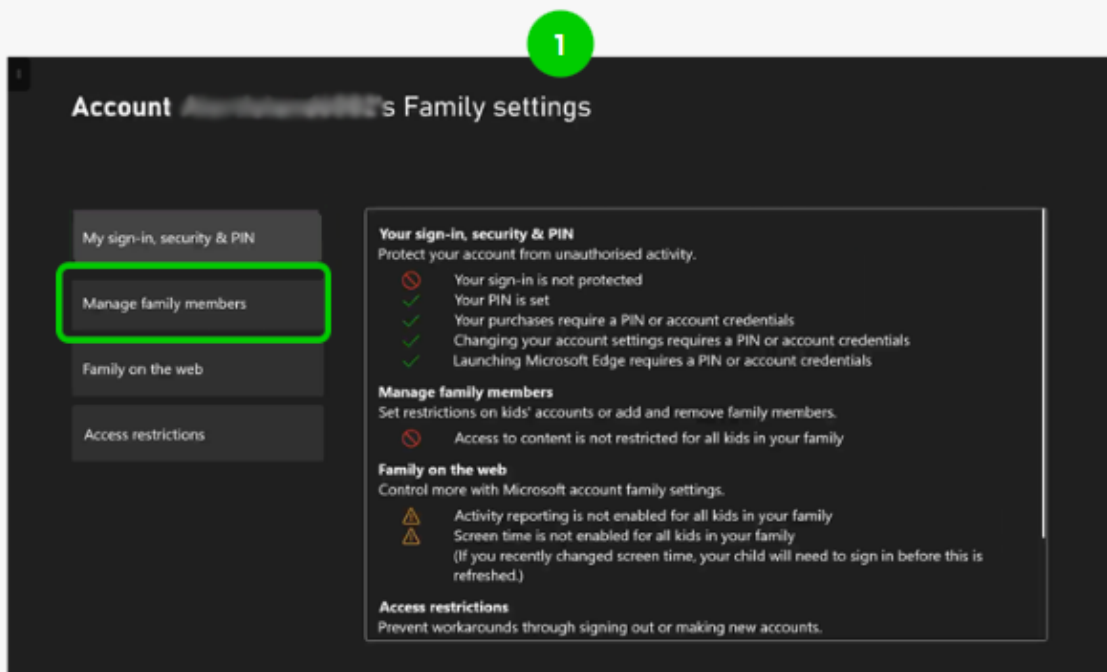 1
Account 's Family settings
My sign-in, security & PIN
Manage family members
Family on the web
Access restrictions
Your sign-in, security & PIN
Protect your account from unauthorised activity.
Your sign-in is not protected
Your PIN is set
Your purchases require a PIN or account credentials
Changing your account settings requires a PIN or account credentials
Launching Microsoft Edge requires a PIN or account credentials
Manage family members
Set restrictions on kids' accounts or add and remove family members.
Access to content is not restricted for all kids in your family
Family on the web
Control more with Microsoft account family settings.
Activity reporting is not enabled for all kids in your family
Screen time is not enabled for all kids in your family
(If you recently changed screen time, your child will need to sign in before this is
refreshed.)
Access restrictions
Prevent workarounds through signing out or making new accounts.